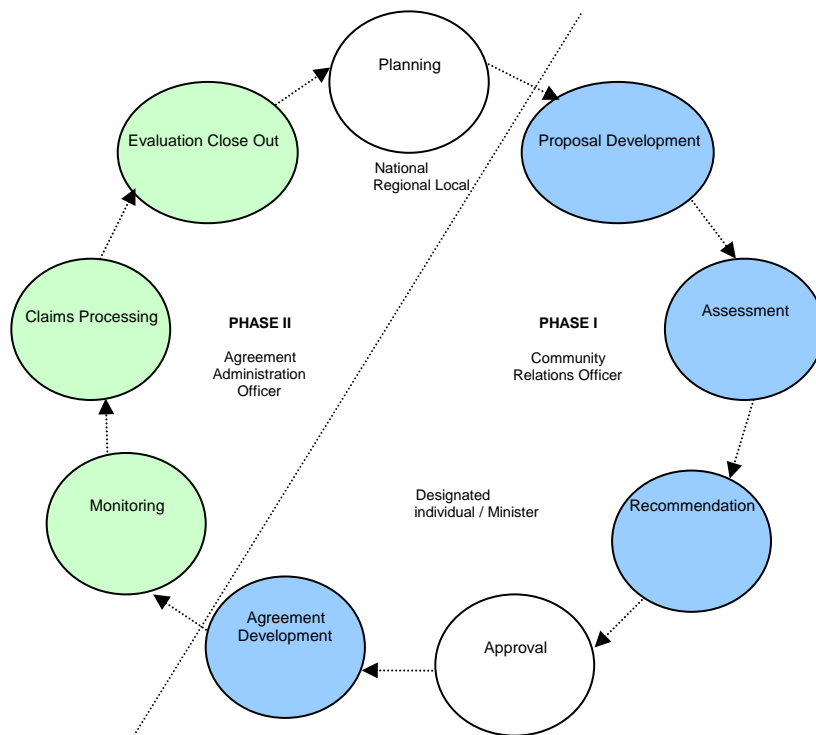 Planning
Evaluation Close Out
Proposal Development
National
Regional Local
Claims Processing
PHASE II
PHASE I
Assessment
Agreement
Administration
Officer
Community
Relations Officer
Monitoring
Designated
individual / Minister
Recommendation
Agreement
Development
Approval